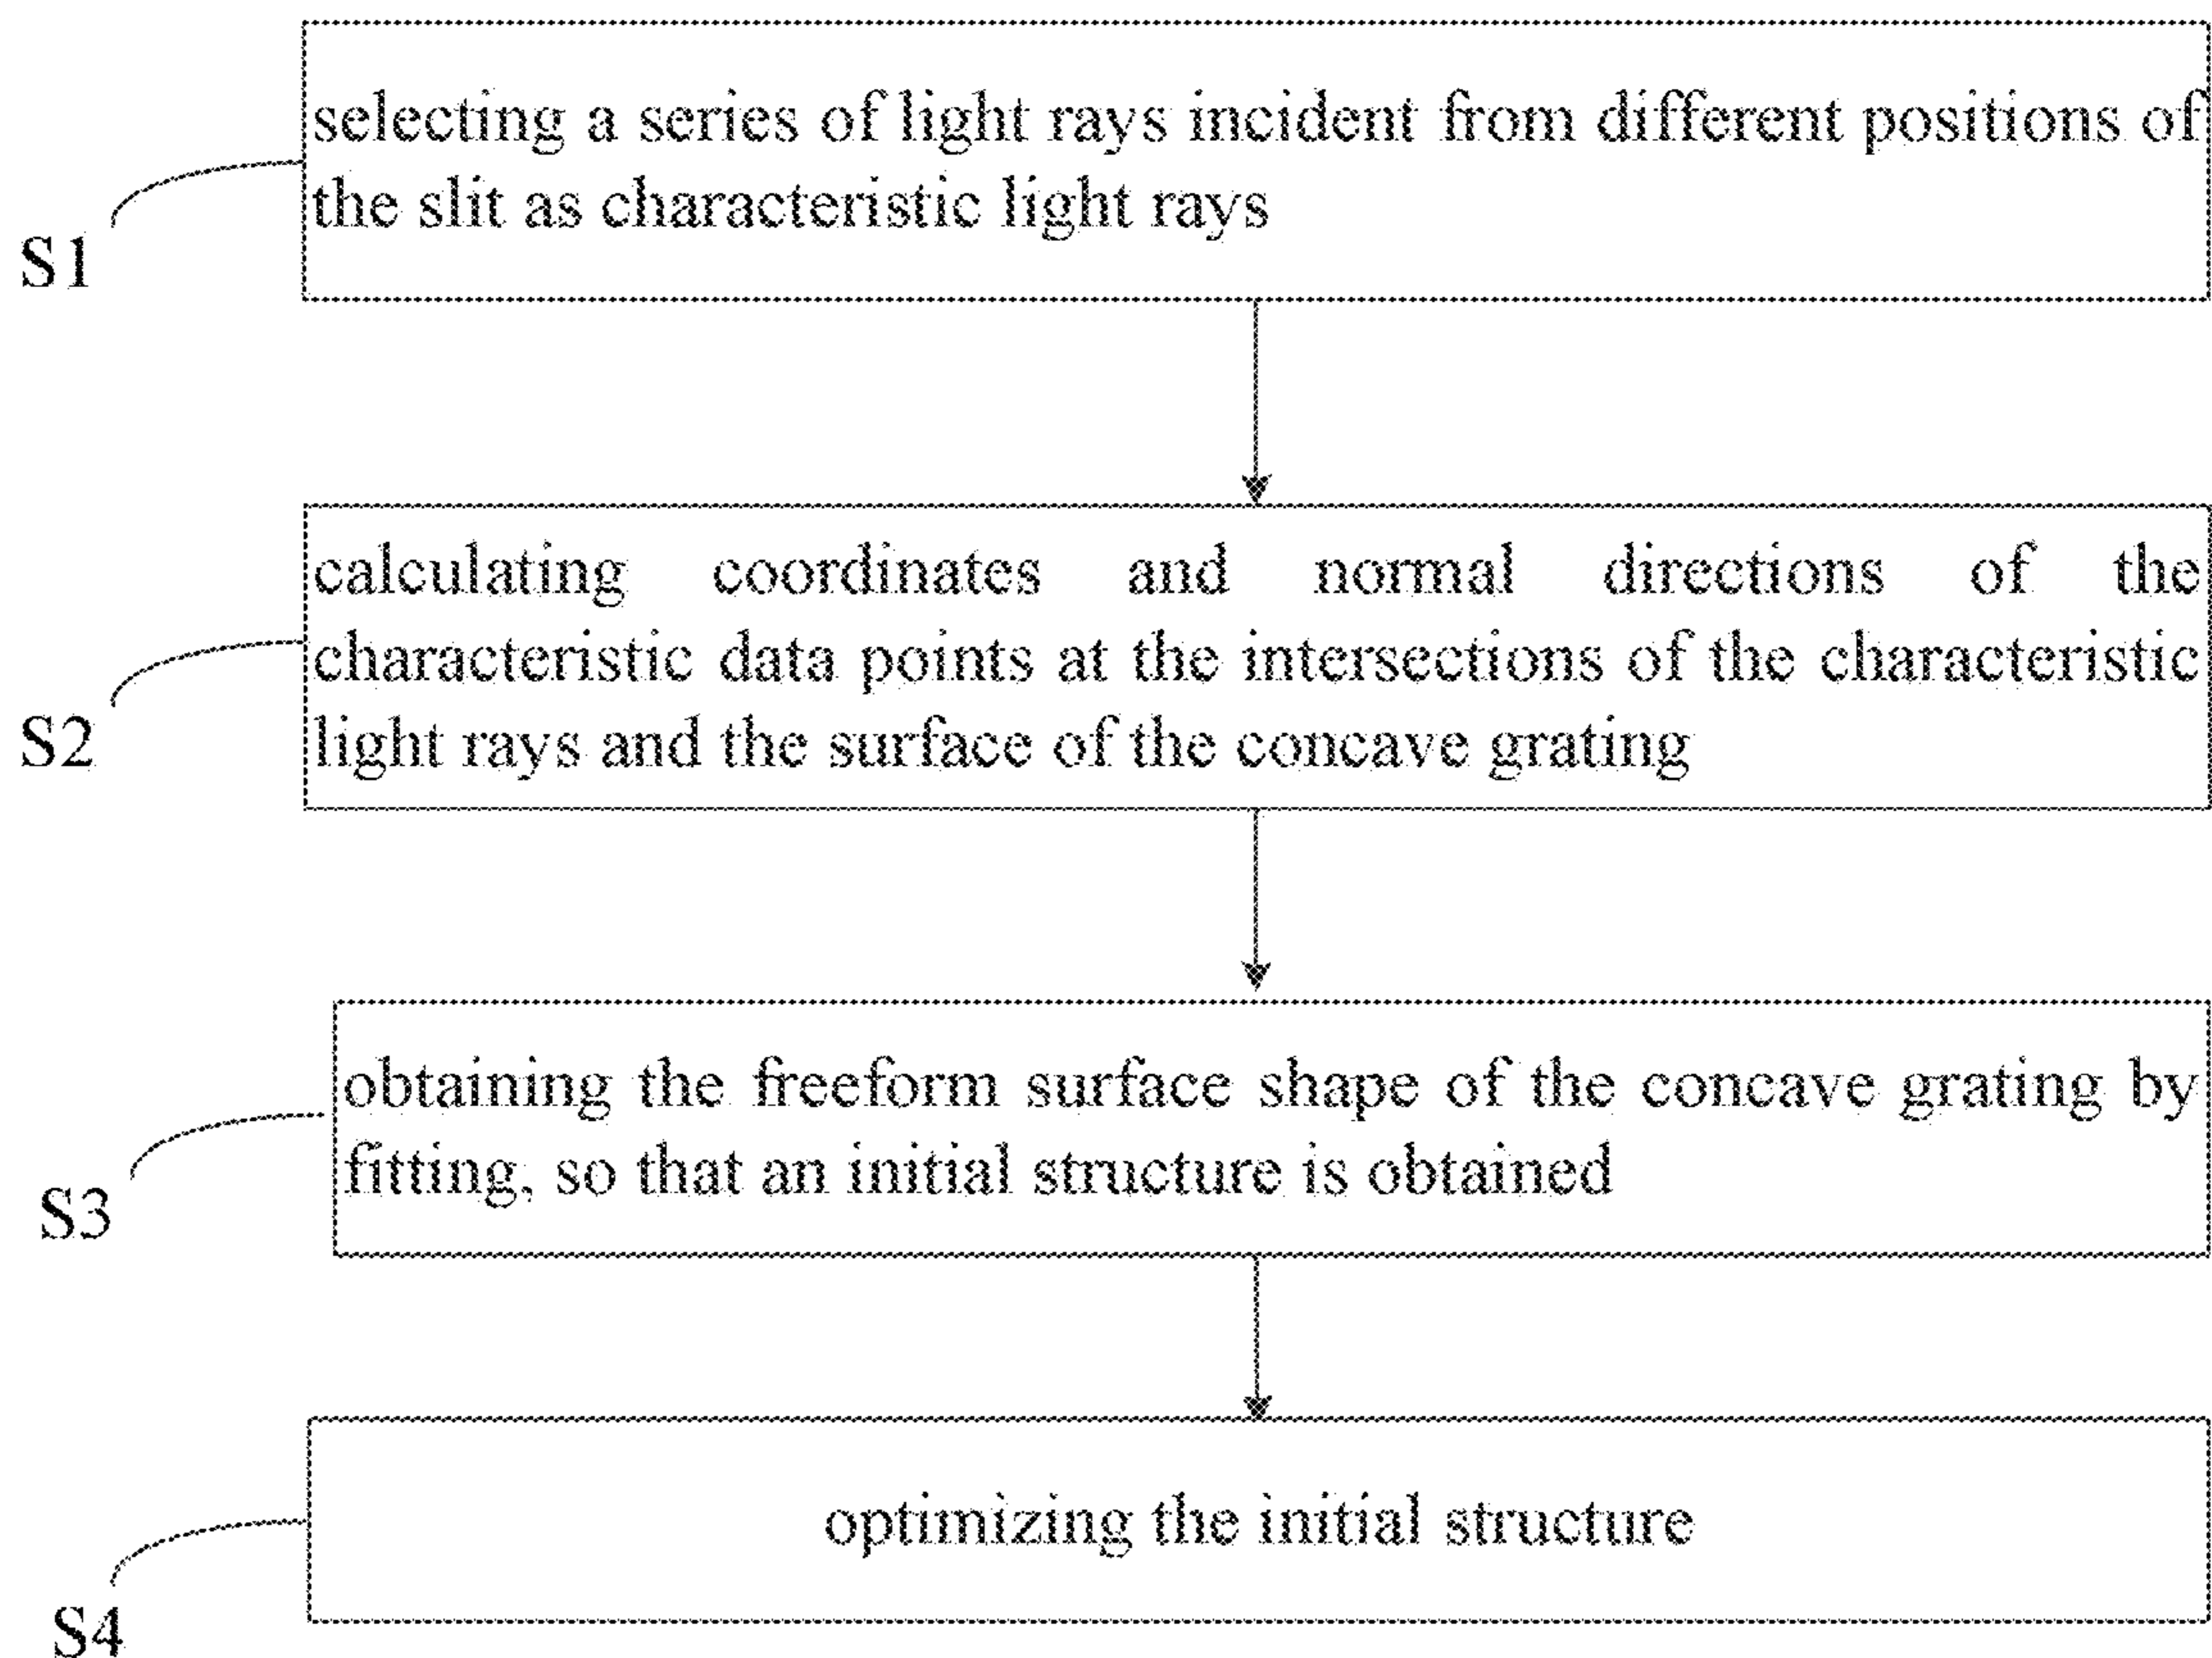 selecting a series of light rays incident from different positions of
the slit as characteristic light rays
S1
calculating coordinates and normal directions of the
characteristic data points at the intersections of the characteristic
light rays and the surface of the concave grating
S2
obtaining the freeform surface shape of the concave grating by
fitting, so that an initial structure is obtained
S3
optimizing the initial structure
S4